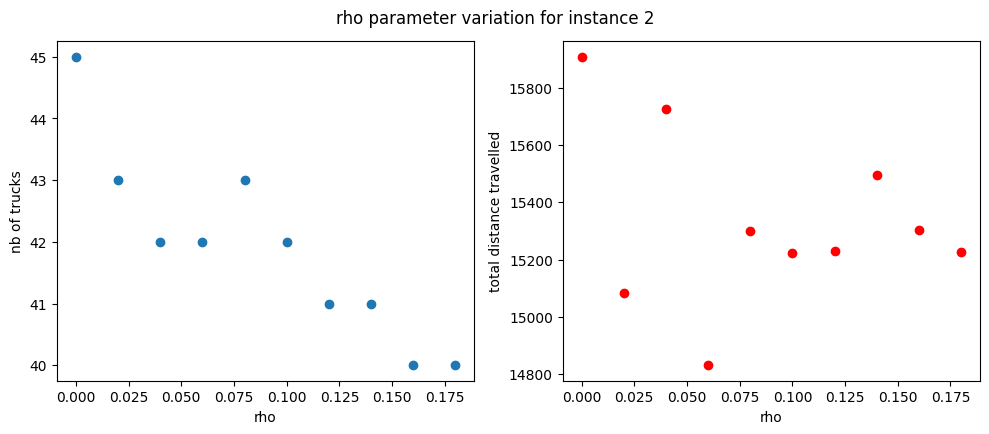 rho parameter variation for instance 2
nb of trucks
45
44
43
42
41
40
0.000 0.025 0.050 0.075 0.100 0.125 0.150 0.175
rho
total distance travelled
15800
15600
15400
15200
15000
14800
0.000 0.025 0.050 0.075 0.100 0.125 0.150 0.175
rho